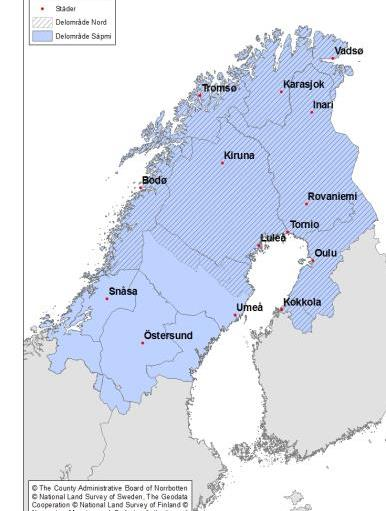 Städer
Delområde Nord
Delområde Sápmi
Vadsø
Tromsø
Karasjok
Inari
Kiruna
Bodø
Rovaniemi
Tornio
Luleå
Oulu
Snåsa
Kokkola
Umeå
Östersund
© The County Administrative Board of Norrbotten
© National Land Survey of Sweden, The Geodata
Cooperation © National Land Survey of Finland ©